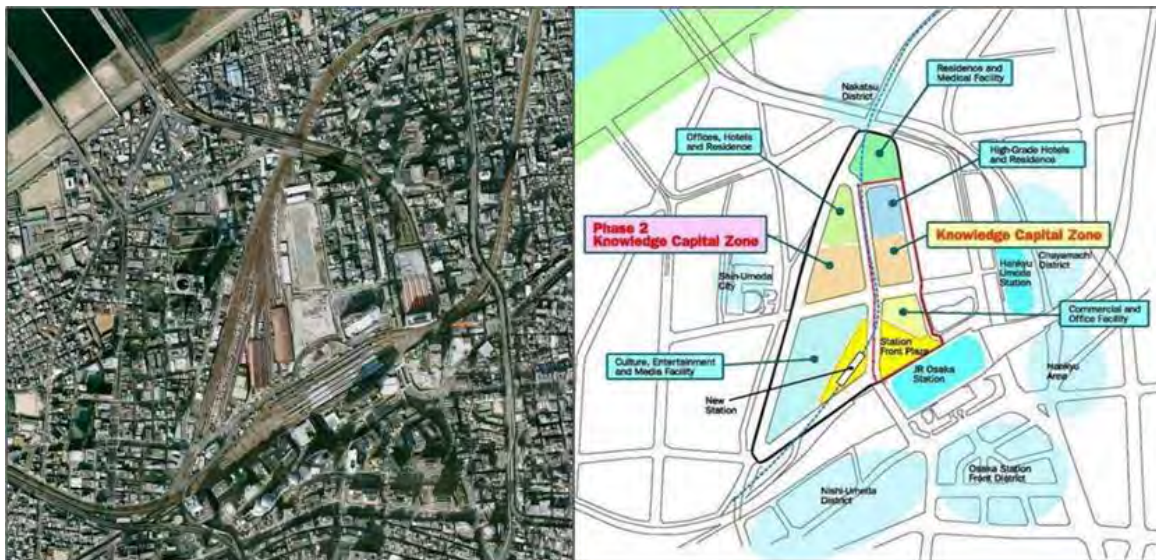 Residence and
Medical Facility
Nakatsu
District
Offices, Hotels
and Residence
High-Grade Hotels
and Residence
Phase 2
Knowledge Capital Zone
Knowledge Capital Zone
Shin-Umeda
City
Hankyu
Umeda
Station
Chayamachi
District
Commercial and
Office Facility
Station
Front Plaza
Culture, Entertainment
and Media Facility
JR Osaka
Station
Hankyu
Area
New
Station
Osaka Station
Front District
Nishi-Umeda
District